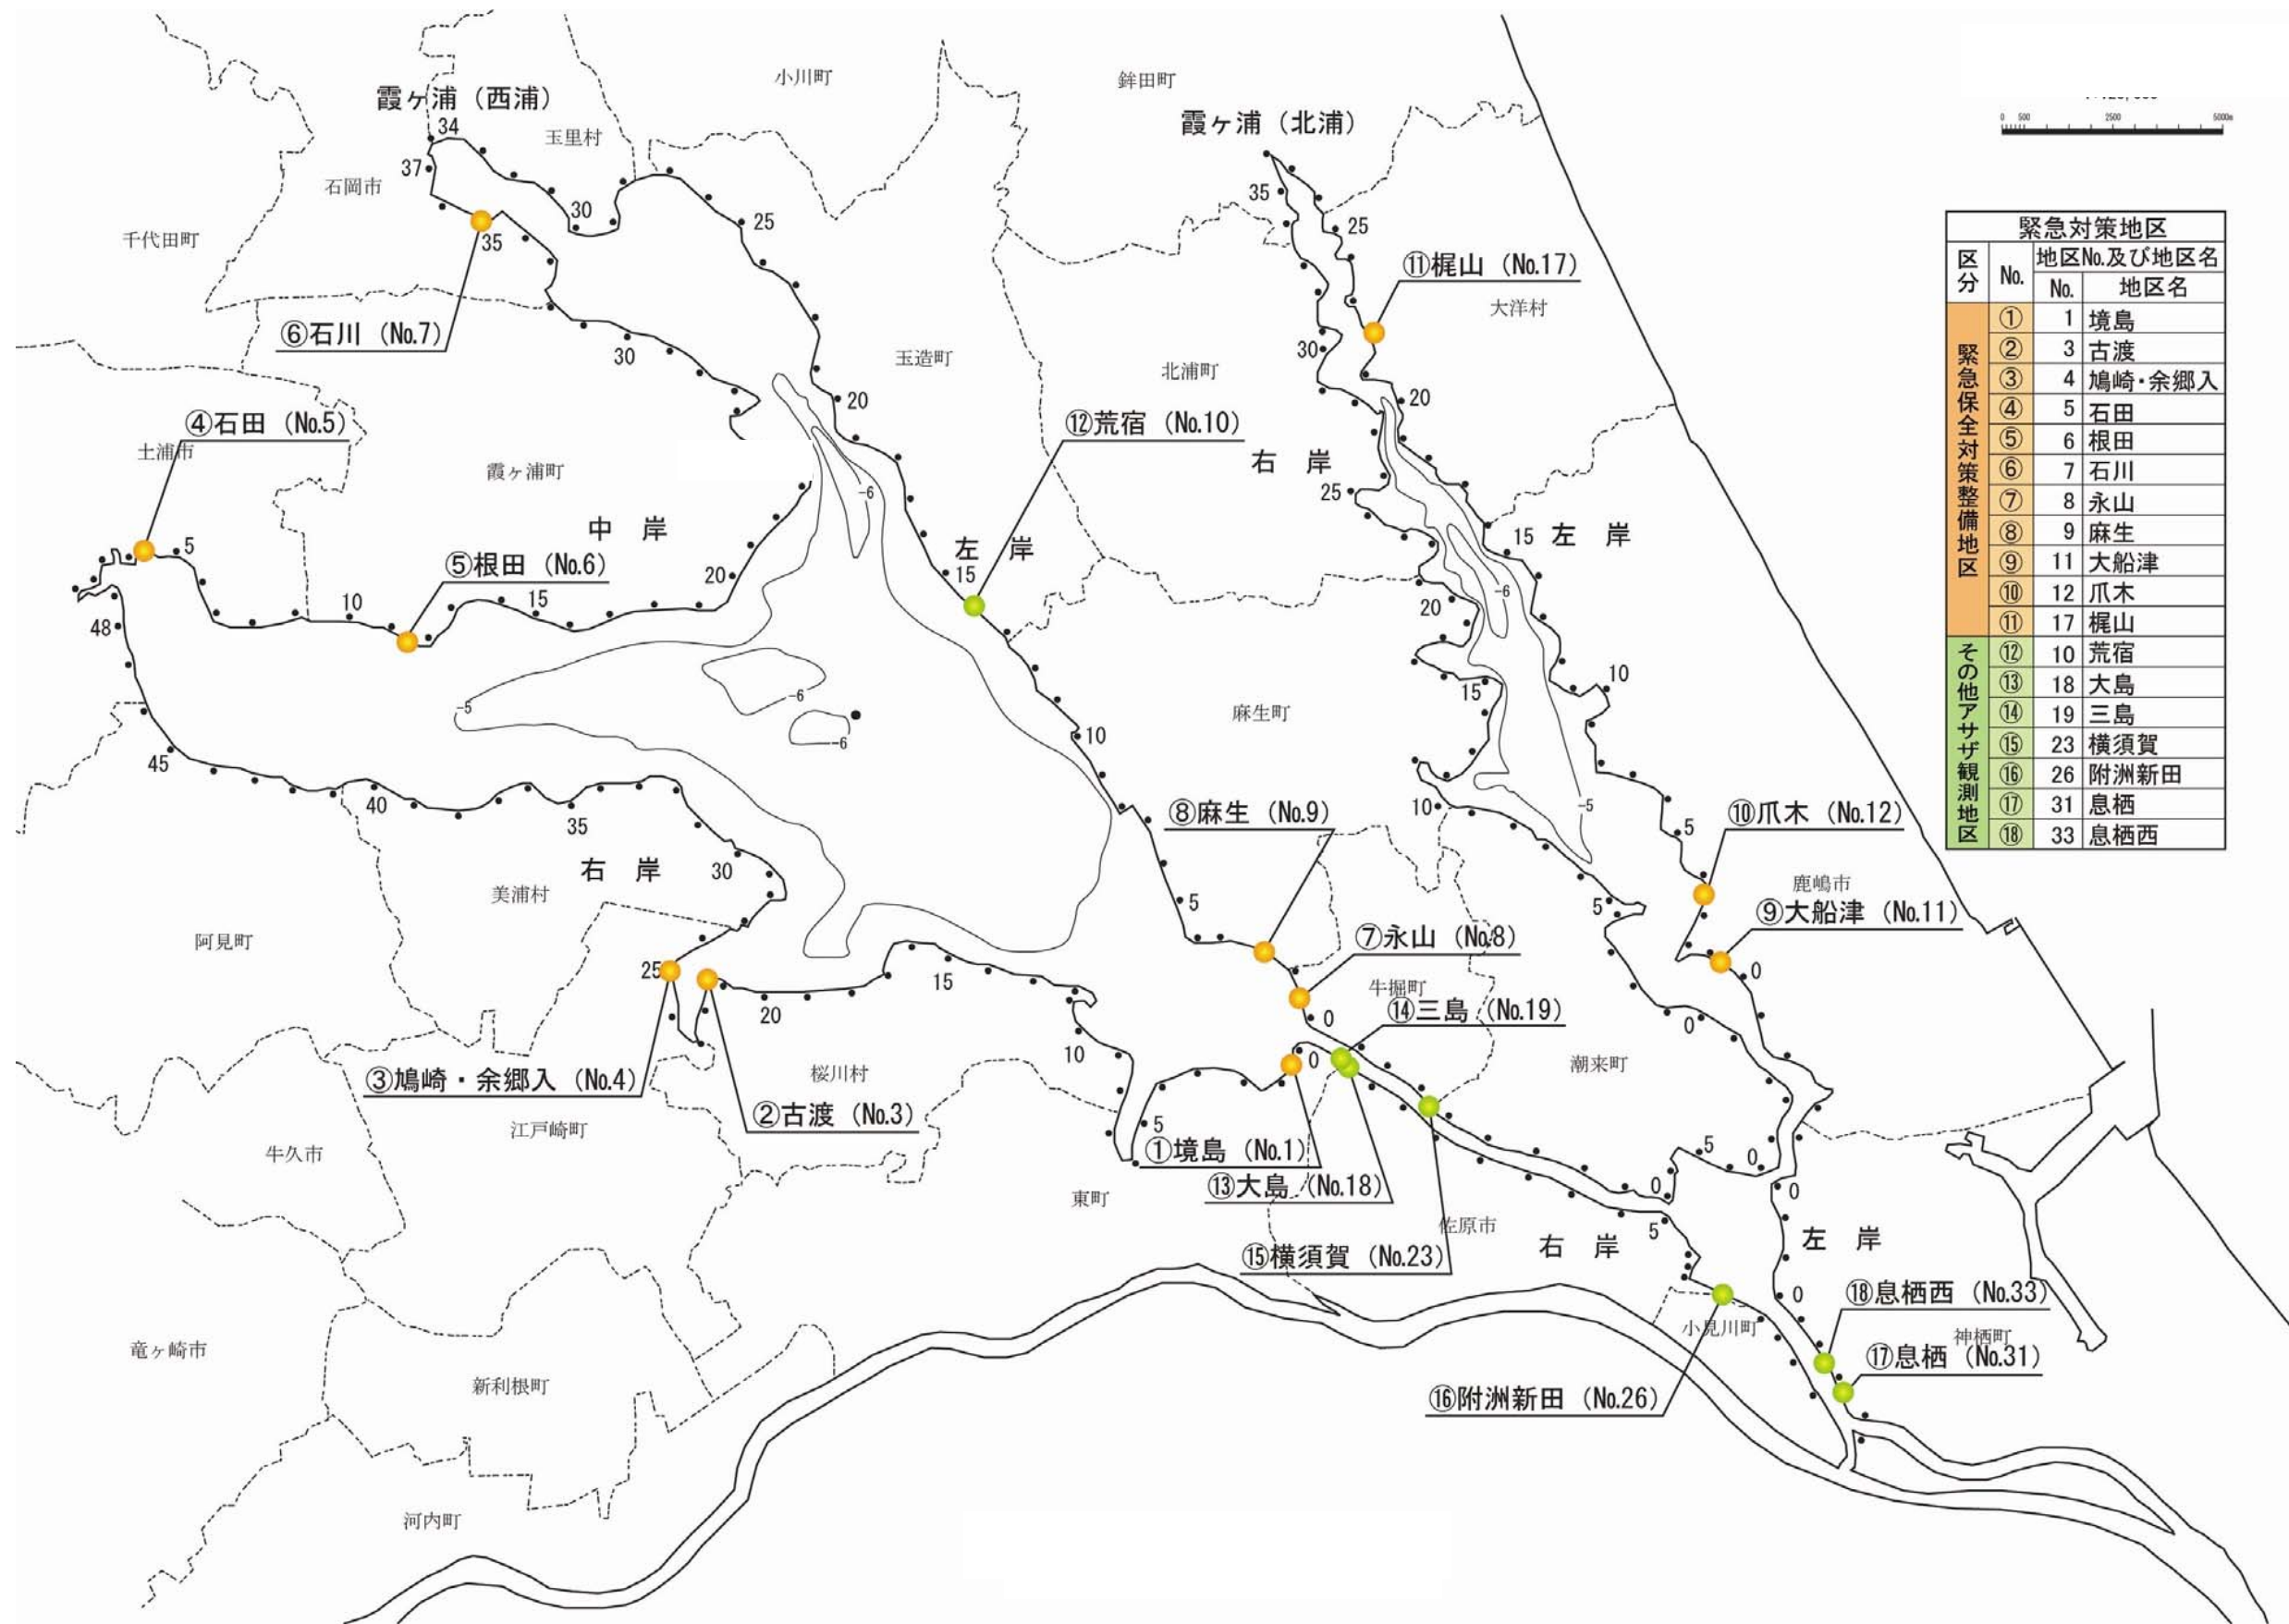 小川町
鉾田町
霞ヶ浦（西浦）
霞ヶ浦（北浦）
0 500 2500 5000m
34
玉里村
37
石岡市
35
30
25
25
千代田町
35
緊急対策地区
区分 No. 地区No.及び地区名
No. 地区名
緊急保全対策整備地区
① 1 境島
② 3 古渡
③ 4 鳩崎・余郷入
④ 5 石田
⑤ 6 根田
⑥ 7 石川
⑦ 8 永山
⑧ 9 麻生
⑨ 11 大船津
⑩ 12 爪木
⑪ 17 梶山
その他アサザ観測地区
⑫ 10 荒宿
⑬ 18 大島
⑭ 19 三島
⑮ 23 横須賀
⑯ 26 附洲新田
⑰ 31 息栖
⑱ 33 息栖西
⑪梶山（No.17）
大洋村
⑥石川（No.7）
30
玉造町
30
北浦町
20
20
④石田（No.5）
⑫荒宿（No.10）
土浦市
霞ヶ浦町
右 岸
-6
25
中 岸
左 岸
15
左 岸
5
⑤根田（No.6）
20
15
-6
10
15
20
48
10
-6
15
-5
麻生町
10
-6
45
40
35
10
-5
⑧麻生（No.9）
5
⑩爪木（No.12）
右 岸
30
美浦村
5
5
鹿嶋市
⑨大船津（No.11）
阿見町
⑦永山（No.8）
25
15
0
20
牛堀町
⑭三島（No.19）
0
0
10
0
潮来町
③鳩崎・余郷入（No.4）
桜川村
②古渡（No.3）
5
江戸崎町
①境島（No.1）
5
0
牛久市
⑬大島（No.18）
0
0
東町
佐原市
5
左 岸
右 岸
⑮横須賀（No.23）
0
⑱息栖西（No.33）
小見川町
神栖町
竜ヶ崎市
⑰息栖（No.31）
新利根町
⑯附洲新田（No.26）
河内町